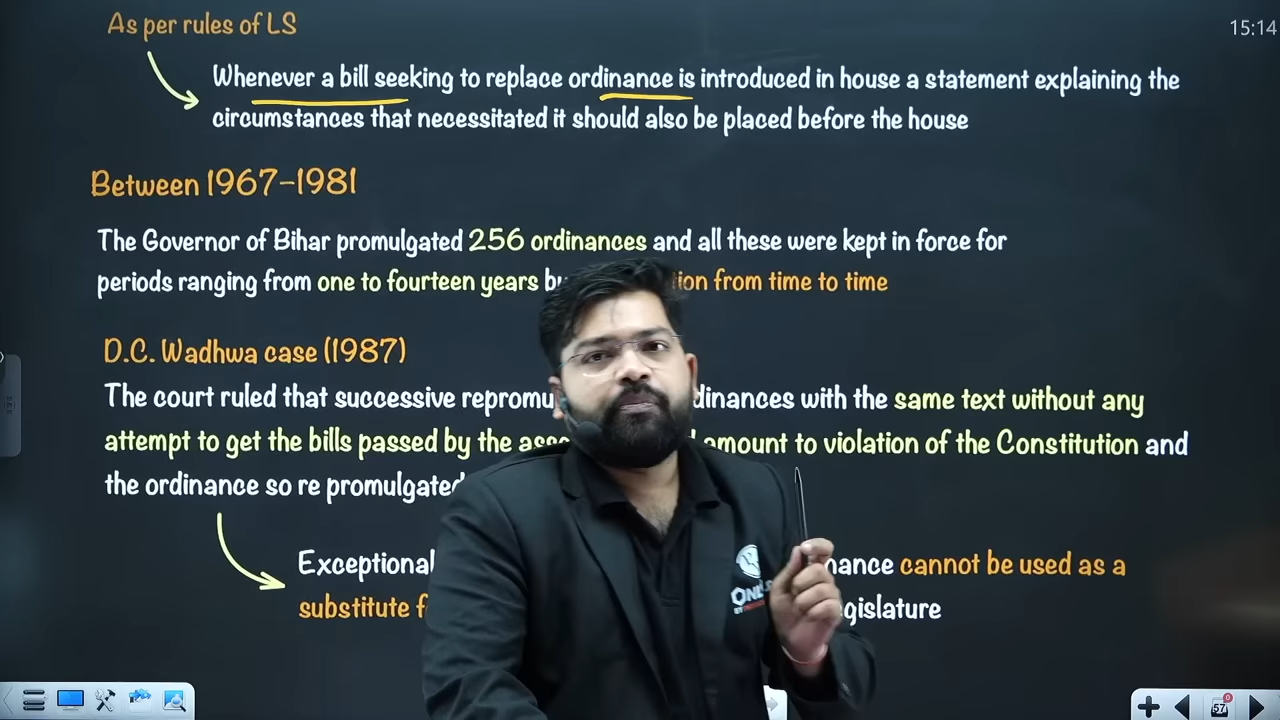 As per rules of LS
15:14
Whenever a bill seeking to replace ordinance is introduced in house a statement explaining the
circumstances that necessitated it should also be placed before the house
Between 1967-1981
The Governor of Bihar promulgated 256 ordinances and all these were kept in force for
periods ranging from one to fourteen years from time to time
D.C. Wadhwa case (1987)
The court ruled that successive with the same text without any
attempt to get the bills passed by the amount to violation of the Constitution and
the ordinance so re promulgated
Exceptional cannot be used as a
substitute
57